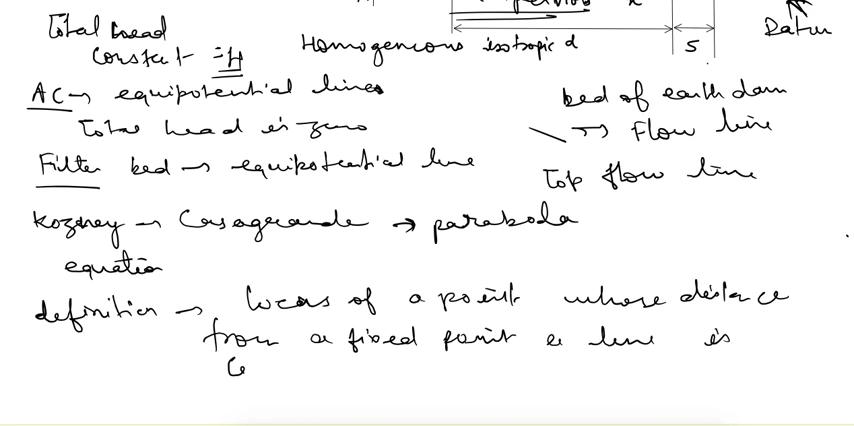 Total head
constant = H
Homogeneous isotropic d
5
Datum
AC → equipotential lines
Total head is zero
Filter bed → equipotential line
bed of earth dam
→ Flow line
Top flow line
Kozney → Casagrande → parabola
equation
definition → locus of a point whose distance
from a fixed point & line is
Co